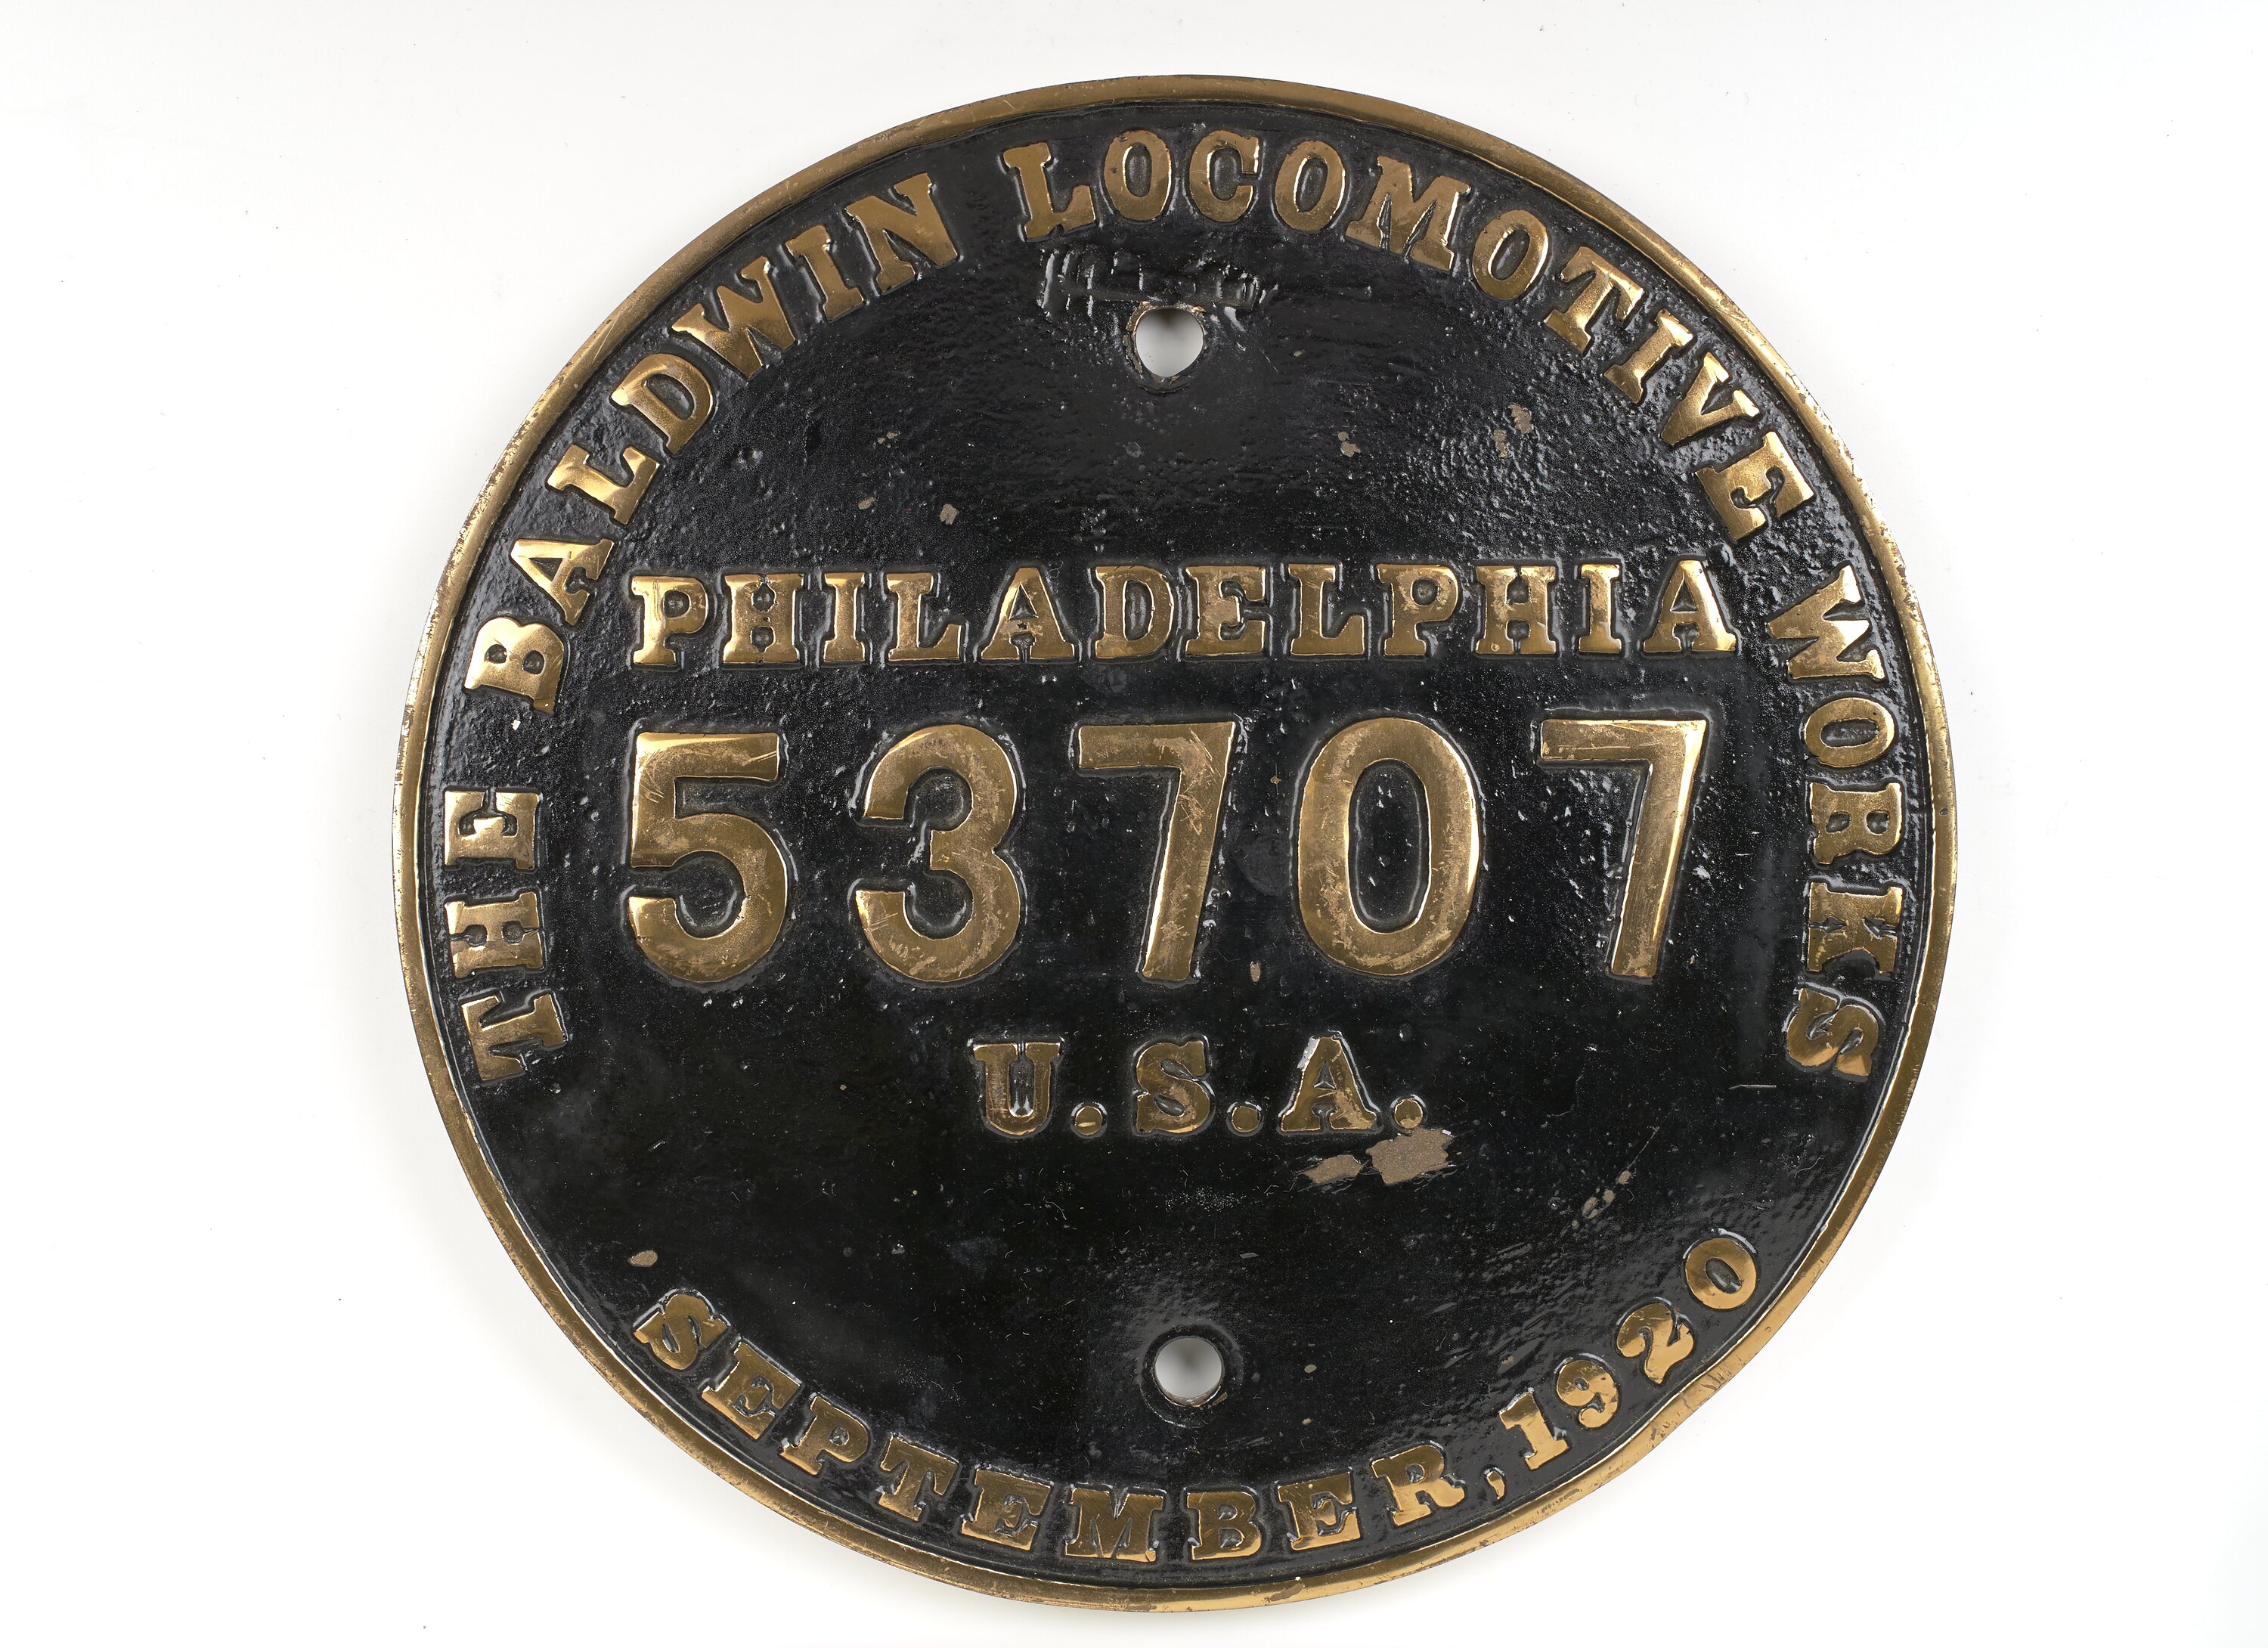 THE BALDWIN LOCOMOTIVE WORKS
PHILADELPHIA
53707
U.S.A.
SEPTEMBER, 1920